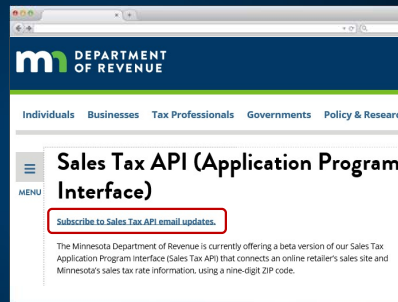 DEPARTMENT
OF REVENUE
Individuals Businesses Tax Professionals Governments Policy &
Sales Tax API (Application
MENU
Interface)
Subscribe to Sales Tax API email updates.
The Minnesota Department of Revenue is currently offering a beta version of our Sales Tax
Application Program Interface (Sales Tax API) that connects an online retailer's sales site and
Minnesota's sales tax rate information, using a nine-digit ZIP code.